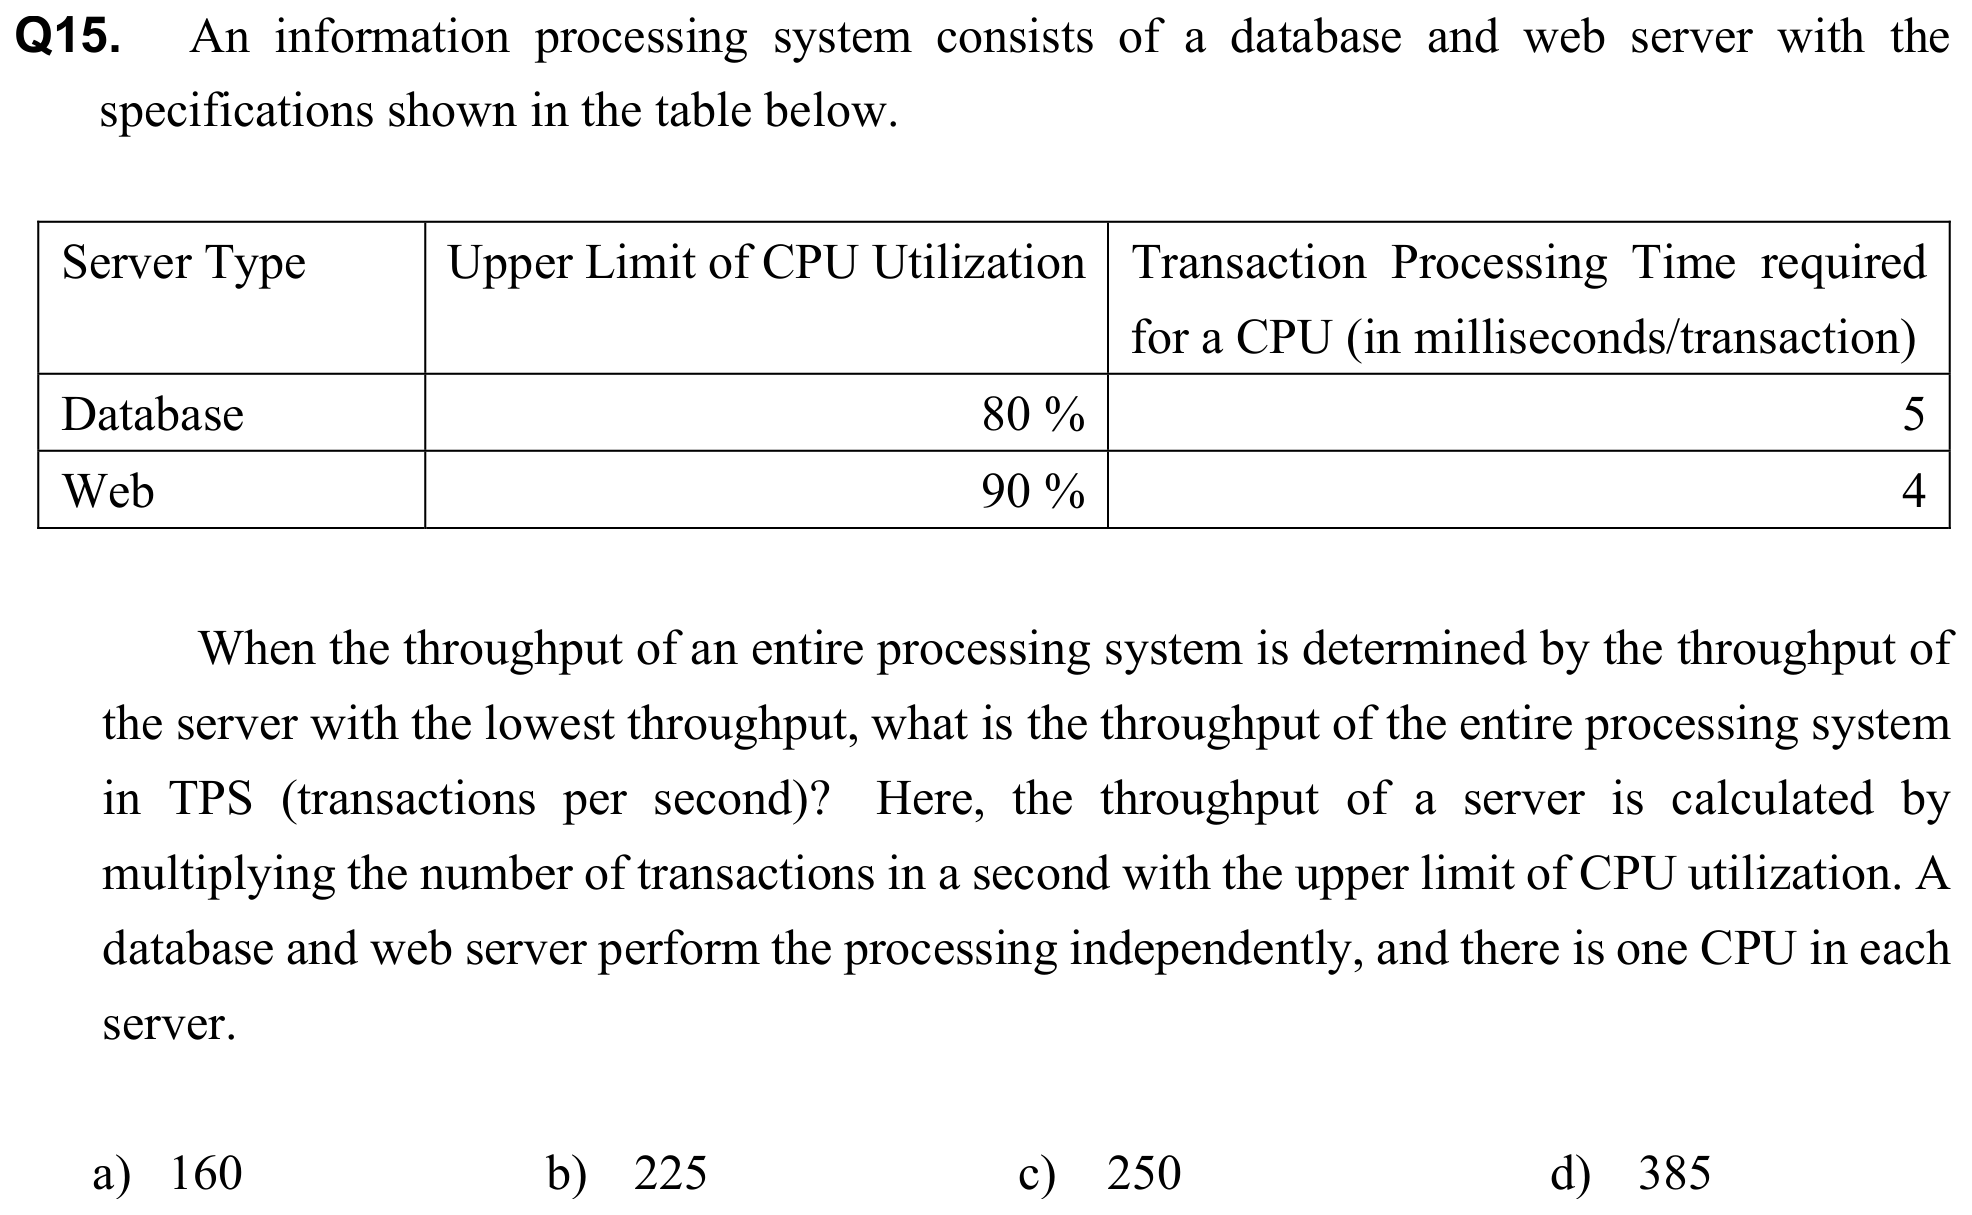 Q15. An information processing system consists of a database and web server with the
specifications shown in the table below.
Server Type Upper Limit of CPU Utilization Transaction Processing Time required
for a CPU (in milliseconds/transaction)
Database 80 % 5
Web 90 % 4
When the throughput of an entire processing system is determined by the throughput of
the server with the lowest throughput, what is the throughput of the entire processing system
in TPS (transactions per second)? Here, the throughput of a server is calculated by
multiplying the number of transactions in a second with the upper limit of CPU utilization. A
database and web server perform the processing independently, and there is one CPU in each
server.
a) 160 b) 225 c) 250 d) 385